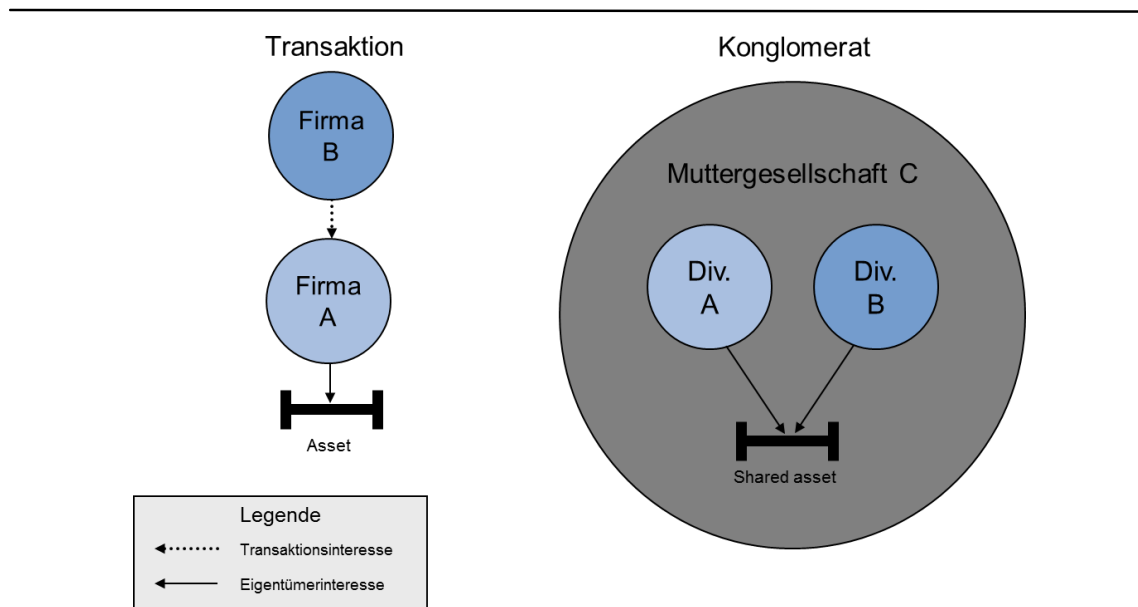 Transaktion
Firma
B
Firma
A
Asset
Konglomerat
Muttergesellschaft C
Div.
A
Div.
B
Shared asset
Legende
Transaktionsinteresse
Eigentümerinteresse